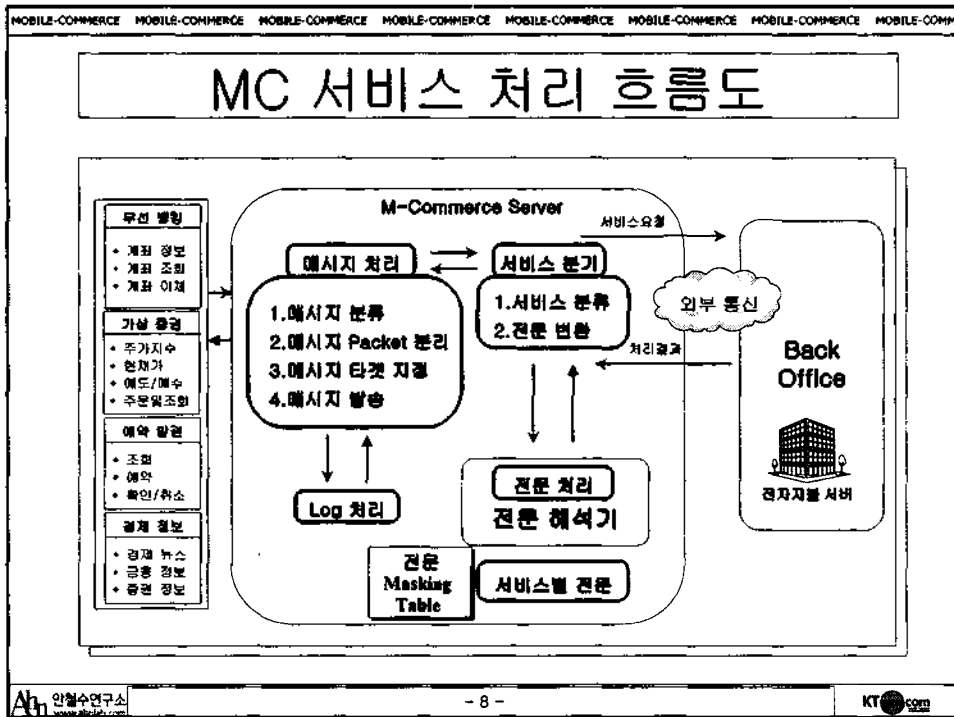 MOBILE-COMMERCE MOBILE-COMMERCE MOBILE-COMMERCE MOBILE-COMMERCE MOBILE-COMMERCE MOBILE-COMMERCE MOBILE-COMMERCE MOBILE-COMM
MC 서비스 처리 흐름도
무선 뱅킹
계좌 정보
계좌 조회
계좌 이체
가상 증권
주가지수
현재가
매도/매수
주문및조회
예약 발권
조회
예약
확인/취소
경제 뉴스
금융 정보
증권 정보
M-Commerce Server
메시지 처리
1.메시지 분류
2.메시지 Packet 분리
3.메시지 타겟 지정
4.메시지 발송
Log 처리
서비스 분기
1.서비스 분류
2.전문 변환
전문 처리
전문 해석기
전문
Masking
Table
서비스별 전문
서비스요청
외부 통신
처리결과
Back
Office
전자지불 서버
Ahn 안철수연구소
- 8 -
KT com